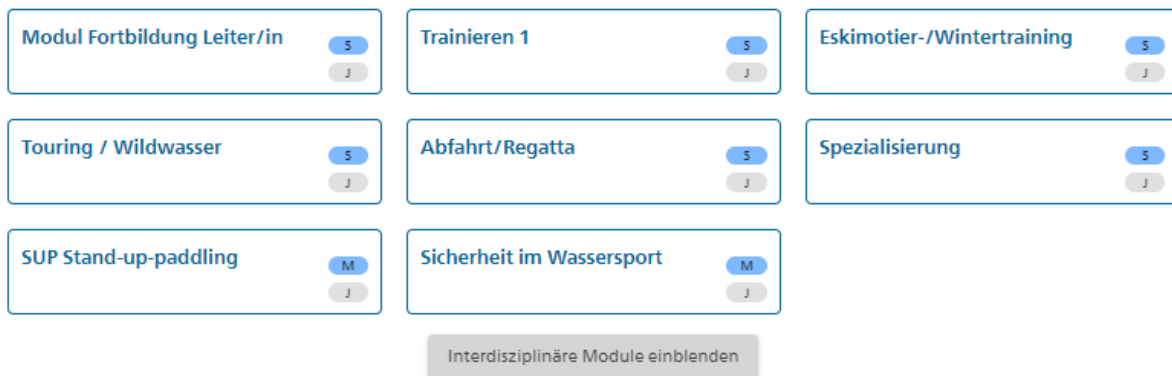 Modul Fortbildung Leiter/in
S
J
Trainieren 1
S
J
Eskimotier-/Wintertraining
S
J
Touring / Wildwasser
S
J
Abfahrt/Regatta
S
J
Spezialisierung
S
J
SUP Stand-up-paddling
M
J
Sicherheit im Wassersport
M
J
Interdisziplinäre Module einblenden